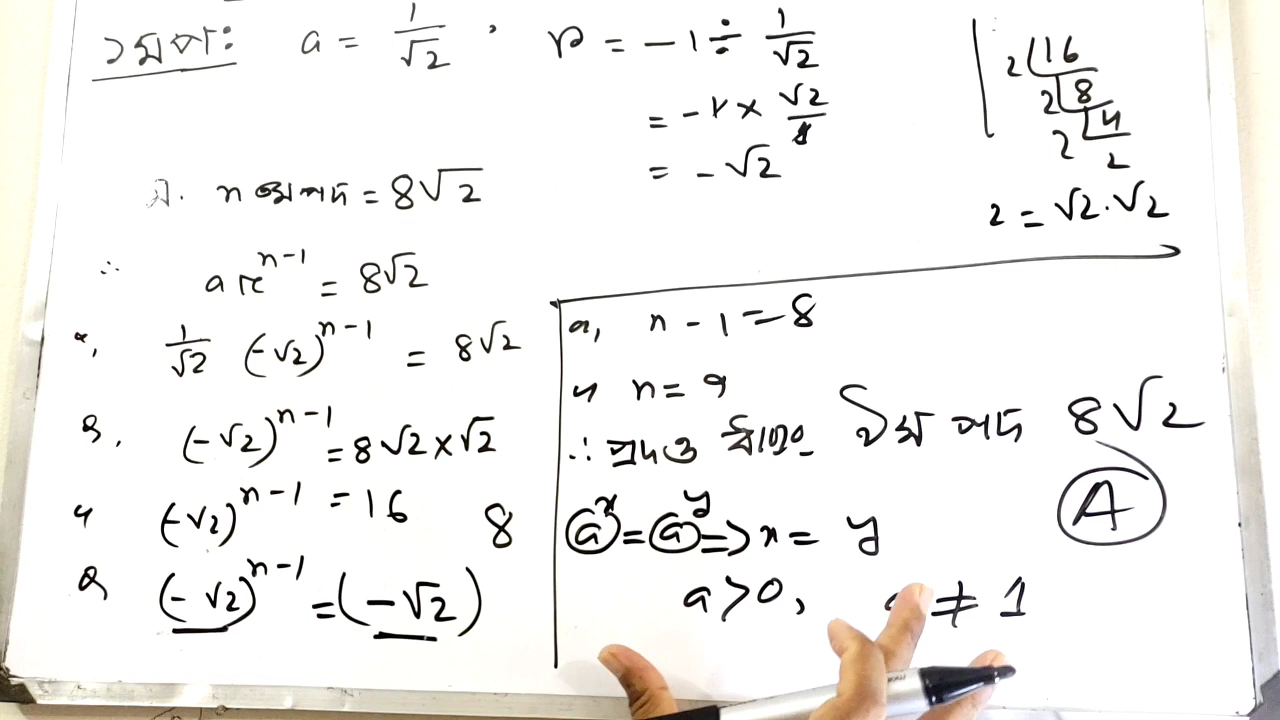 ১ম পদ: a = 1/√2 , r = -1 ÷ 1/√2
= -1 × √2/1
= -√2
2 | 16
2 | 8
2 | 4
2
2 = √2 . √2
n তম পদ = 8√2
∴ ar^(n-1) = 8√2
বা, 1/√2 (-√2)^(n-1) = 8√2
বা, (-√2)^(n-1) = 8√2 × √2
(-√2)^(n-1) = 16 8
(-√2)^(n-1) = (-√2)
বা, n - 1 = 8
n = 9
∴ প্রদত্ত ধারার পদ 8√2
A
a^x = a^y => x = y
a > 0, ≠ 1